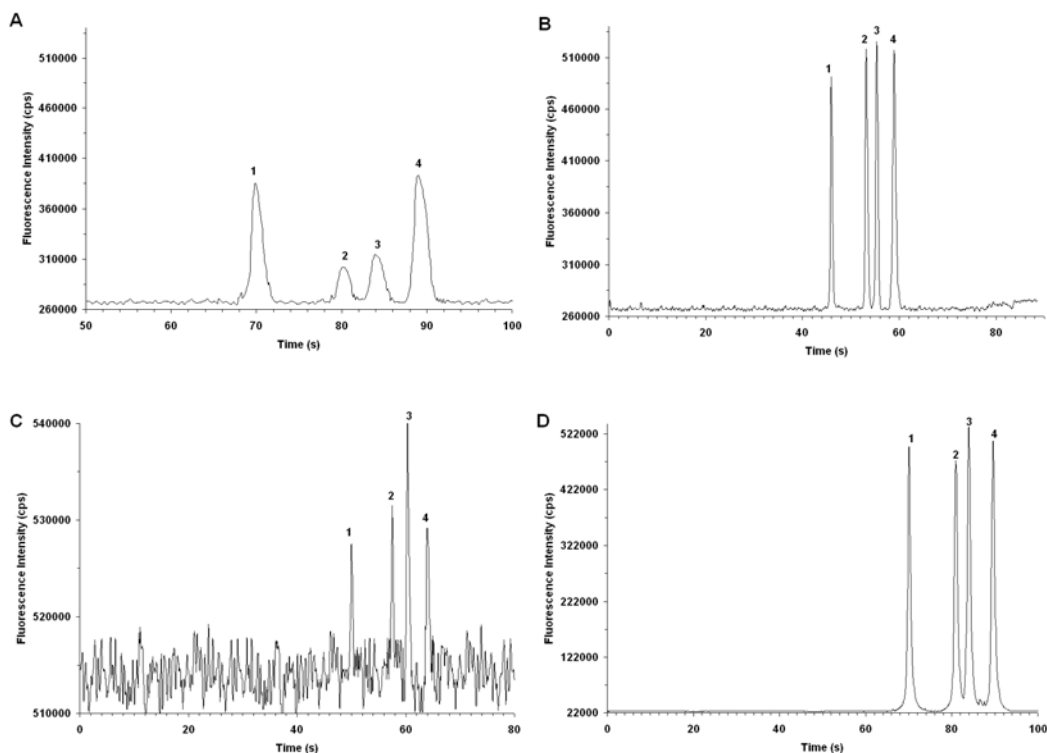 A
Fluorescence Intensity (cps)
510000
460000
410000
360000
310000
260000
1
2
3
4
50 60 70 80 90 100
Time (s)
B
Fluorescence Intensity (cps)
510000
460000
410000
360000
310000
260000
1
2
3
4
0 20 40 60 80
Time (s)
C
Fluorescence Intensity (cps)
540000
530000
520000
510000
1
2
3
4
0 20 40 60 80
Time (s)
D
Fluorescence Intensity (cps)
522000
422000
322000
222000
122000
22000
1
2
3
4
0 20 40 60 80 100
Time (s)